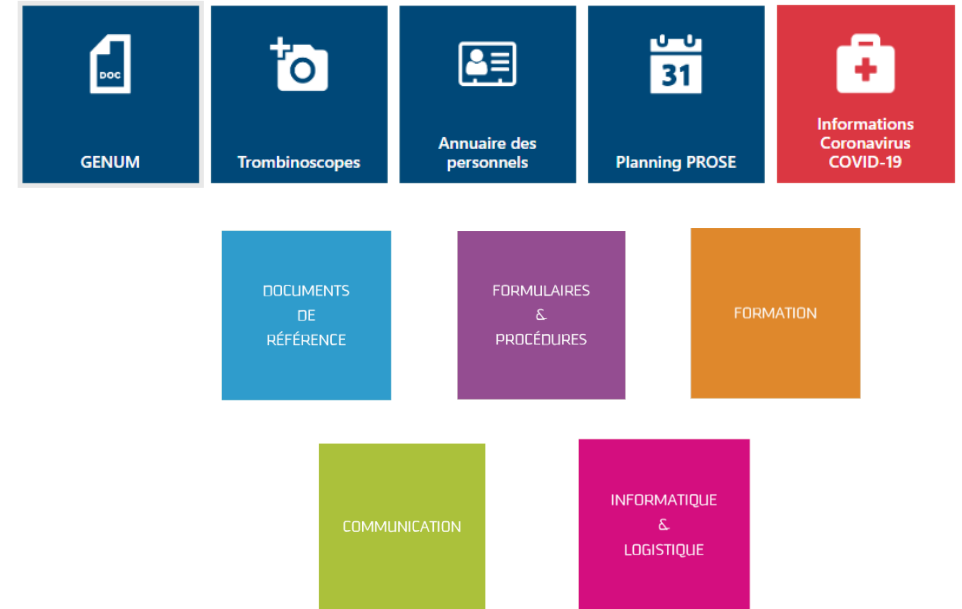 DOC
31
GENUM
Trombinoscopes
Annuaire des
personnels
Planning PROSE
Informations
Coronavirus
COVID-19
DOCUMENTS
DE
RÉFÉRENCE
FORMULAIRES
&
PROCÉDURES
FORMATION
COMMUNICATION
INFORMATIQUE
&
LOGISTIQUE